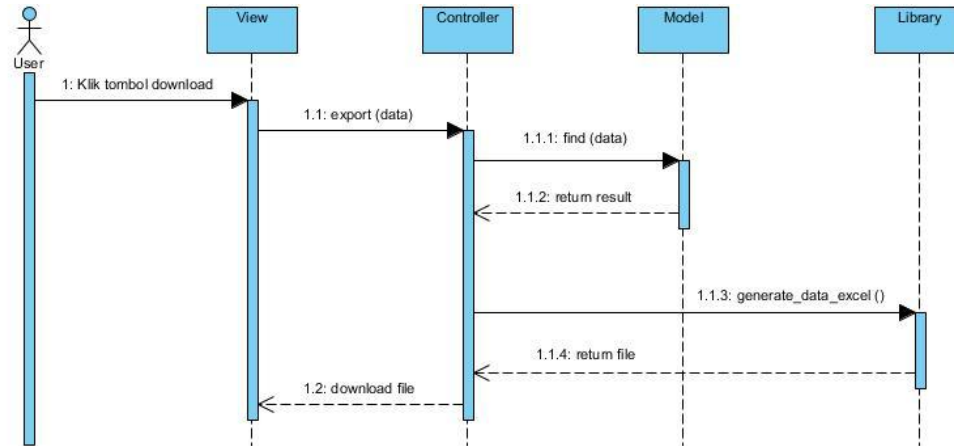 View
Controller
Model
Library
User
1: Klik tombol download
1.1: export (data)
1.1.1: find (data)
1.1.2: return result
1.1.3: generate_data_excel ()
1.1.4: return file
1.2: download file